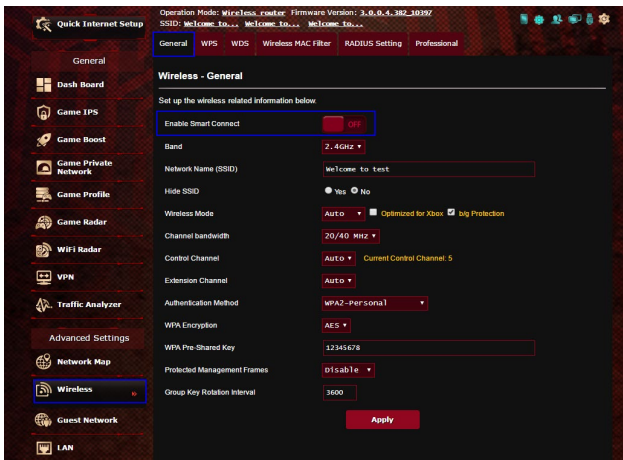 Quick Internet Setup
Operation Mode: Wireless router Firmware Version: 3.0.0.4.382_10397
SSID: Welcome to... Welcome to... Welcome to...
General WPS WDS Wireless MAC Filter RADIUS Setting Professional
General
Dash Board
Game IPS
Game Boost
Game Private
Network
Game Profile
Game Radar
WiFi Radar
VPN
Traffic Analyzer
Advanced Settings
Network Map
Wireless »
Guest Network
LAN
Wireless - General
Set up the wireless related information below.
Enable Smart Connect OFF
Band 2.4GHz
Network Name (SSID) Welcome to test
Hide SSID Yes No
Wireless Mode Auto Optimized for Xbox b/g Protection
Channel bandwidth 20/40 MHz
Control Channel Auto Current Control Channel: 5
Extension Channel Auto
Authentication Method WPA2-Personal
WPA Encryption AES
WPA Pre-Shared Key 12345678
Protected Management Frames Disable
Group Key Rotation Interval 3600
Apply